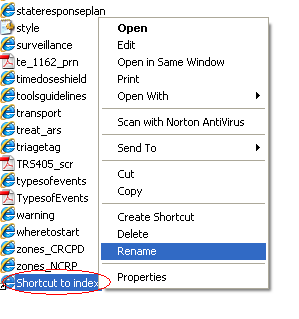 stateresponseplan
style
surveillance
te_1162_prn
timedoseshield
toolsguidelines
transport
treat_ars
triagetag
TRS405_scr
typesofevents
TypesofEvents
warning
wheretostart
zones_CRCPD
zones_NCRP
Shortcut to index
Open
Edit
Open in Same Window
Print
Open With
Scan with Norton AntiVirus
Send To
Cut
Copy
Create Shortcut
Delete
Rename
Properties